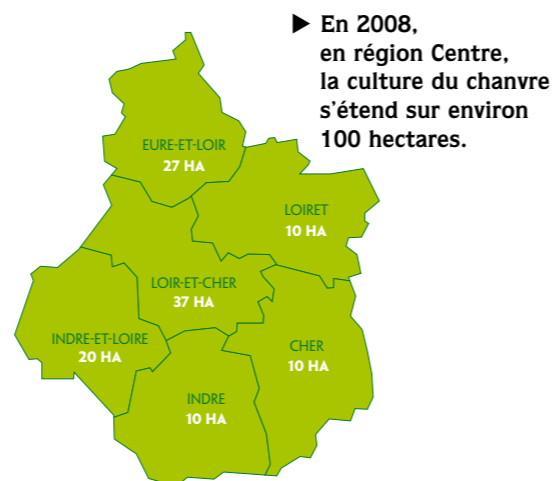 ▶ En 2008,
en région Centre,
la culture du chanvre
s'étend sur environ
100 hectares.
EURE-ET-LOIR
27 HA
LOIRET
10 HA
LOIR-ET-CHER
37 HA
INDRE-ET-LOIRE
20 HA
CHER
10 HA
INDRE
10 HA